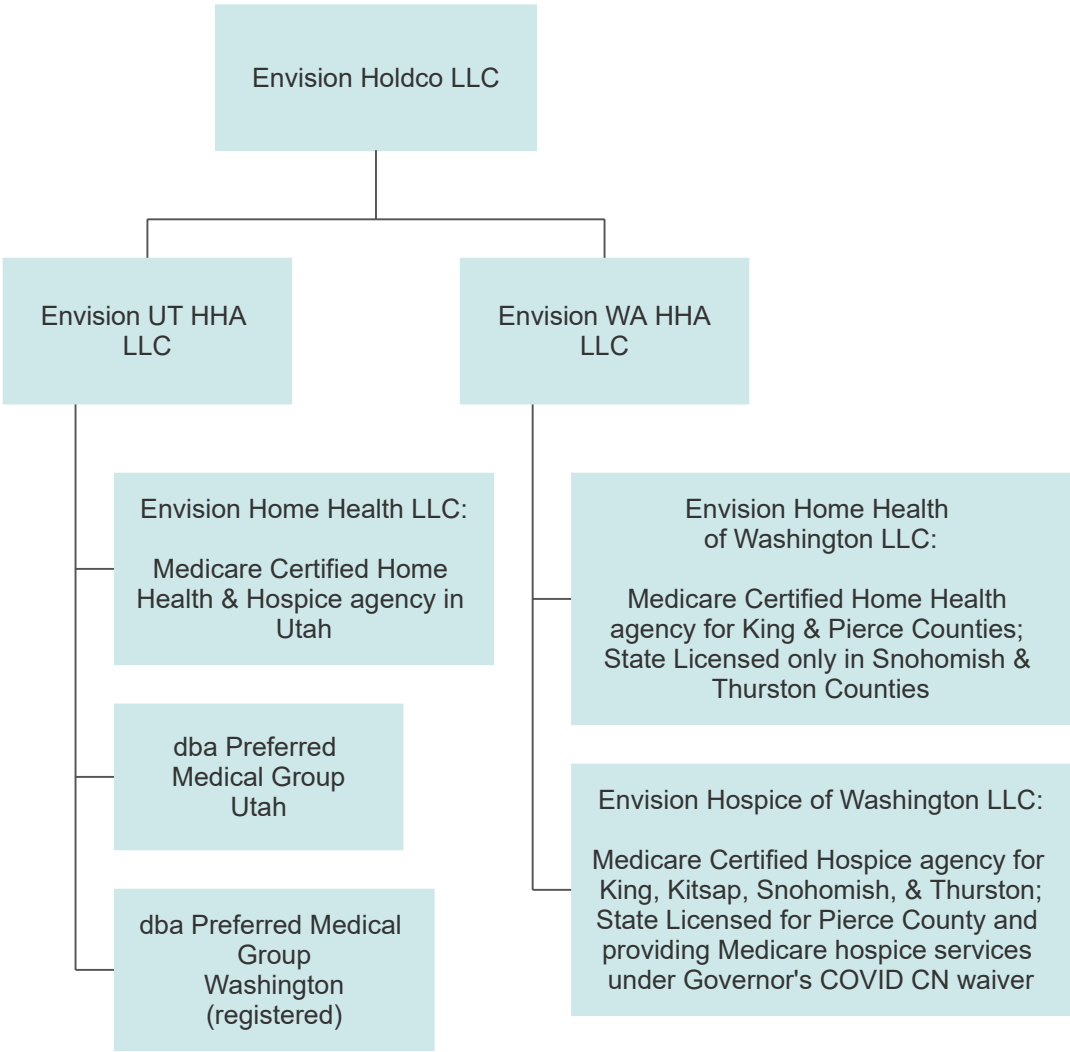 Envision Holdco LLC
Envision UT HHA
LLC
Envision WA HHA
LLC
Envision Home Health LLC:
Medicare Certified Home
Health & Hospice agency in
Utah
dba Preferred
Medical Group
Utah
dba Preferred Medical
Group
Washington
(registered)
Envision Home Health
of Washington LLC:
Medicare Certified Home Health
agency for King & Pierce Counties;
State Licensed only in Snohomish &
Thurston Counties
Envision Hospice of Washington LLC:
Medicare Certified Hospice agency for
King, Kitsap, Snohomish, & Thurston;
State Licensed for Pierce County and
providing Medicare hospice services
under Governor's COVID CN waiver